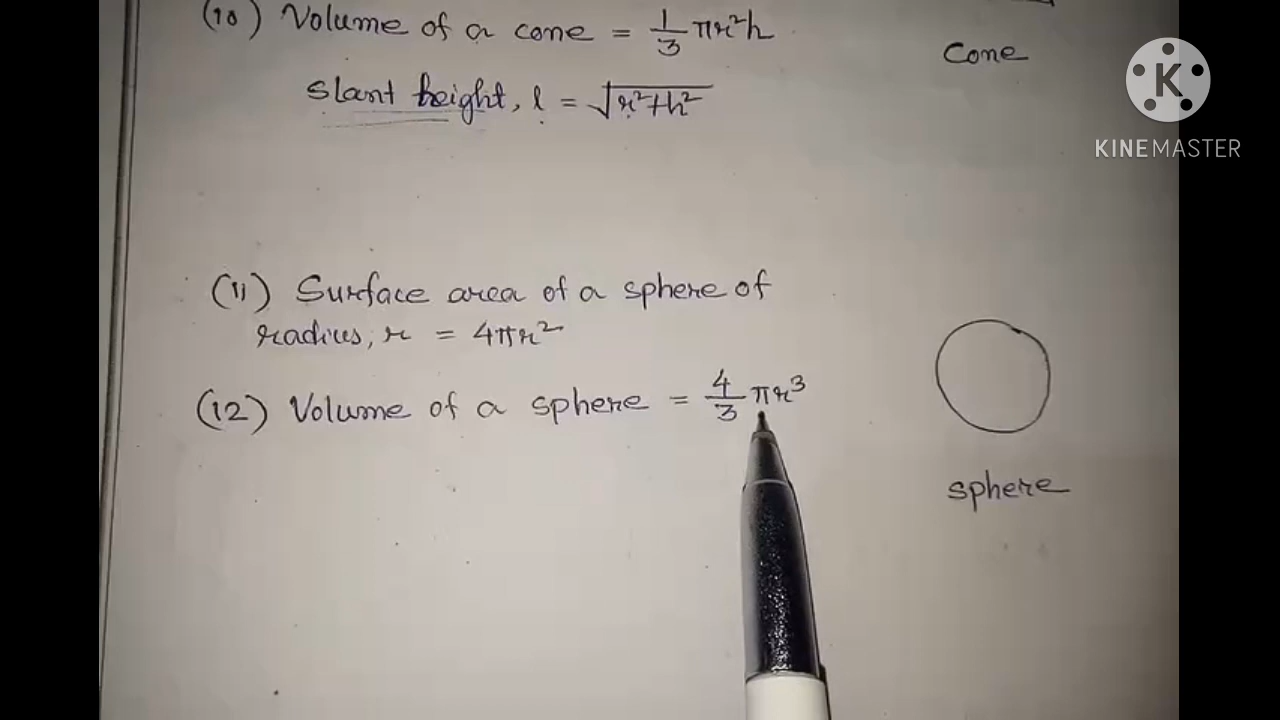 (10) Volume of a cone = 1/3 πr²h
Cone
K
KINEMASTER
Slant height, l = √r²+h²
(11) Surface area of a sphere of
radius, r = 4πr²
(12) Volume of a sphere = 4/3 πr³
sphere